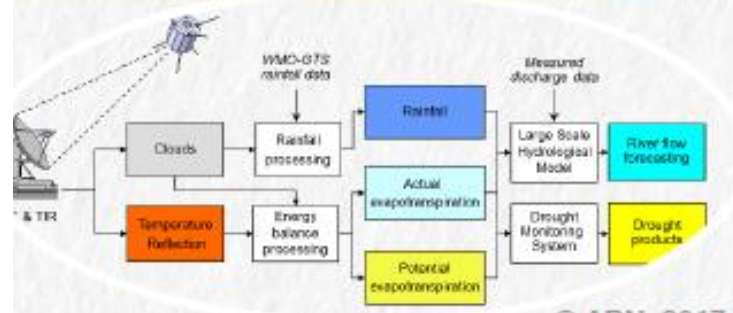 WMO-GTS
rainfall data
Measured
discharge data
Clouds
Rainfall
processing
Rainfall
Large Scale
Hydrological
Model
River flow
forecasting
Actual
evapotranspiration
& TIR
Temperature
Reflection
Energy
balance
processing
Drought
Monitoring
System
Drought
products
Potential
evapotranspiration